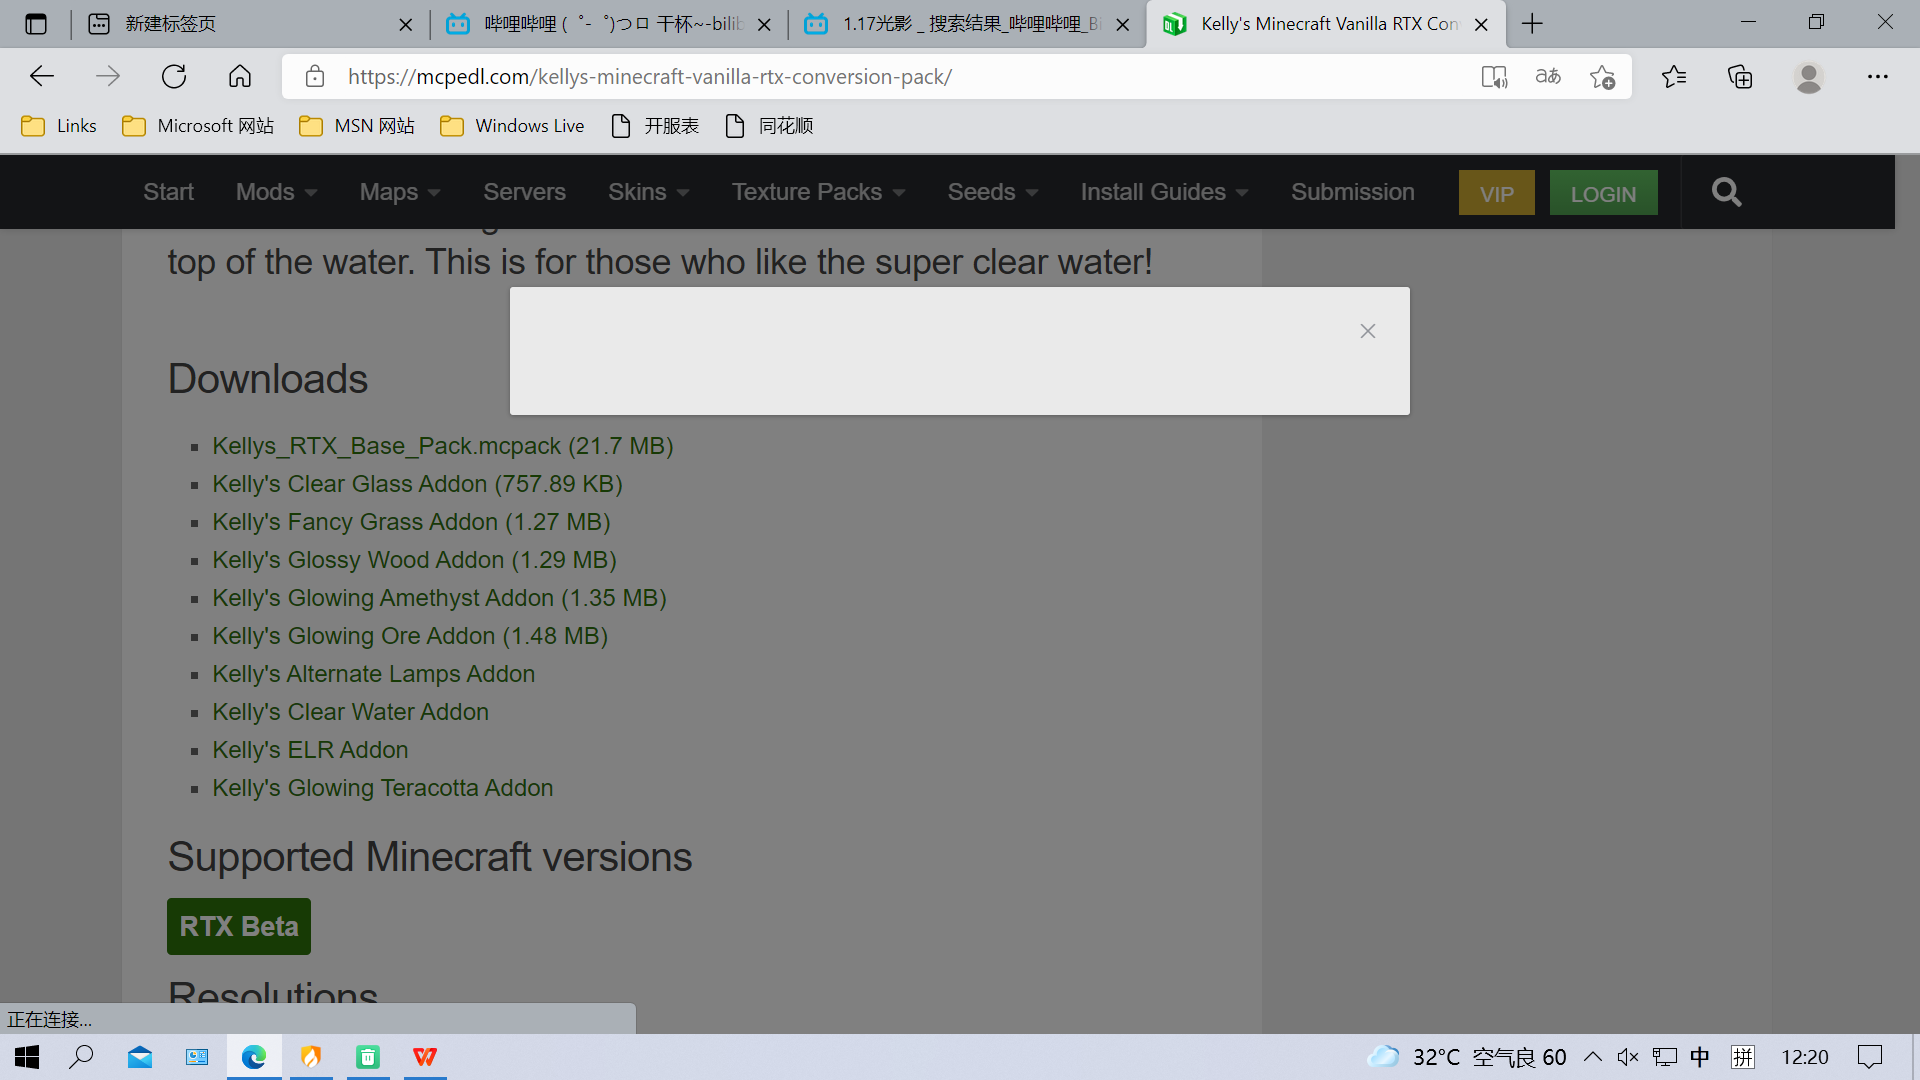 新建标签页
哔哩哔哩 (゜-゜)つロ 干杯~-bilib
1.17光影 _ 搜索结果_哔哩哔哩_Bi
Kelly's Minecraft Vanilla RTX Con
https://mcpedl.com/kellys-minecraft-vanilla-rtx-conversion-pack/
Links
Microsoft 网站
MSN 网站
Windows Live
开服表
同花顺
Start
Mods
Maps
Servers
Skins
Texture Packs
Seeds
Install Guides
Submission
VIP
LOGIN
top of the water. This is for those who like the super clear water!
Downloads
Kellys_RTX_Base_Pack.mcpack (21.7 MB)
Kelly's Clear Glass Addon (757.89 KB)
Kelly's Fancy Grass Addon (1.27 MB)
Kelly's Glossy Wood Addon (1.29 MB)
Kelly's Glowing Amethyst Addon (1.35 MB)
Kelly's Glowing Ore Addon (1.48 MB)
Kelly's Alternate Lamps Addon
Kelly's Clear Water Addon
Kelly's ELR Addon
Kelly's Glowing Teracotta Addon
Supported Minecraft versions
RTX Beta
Resolutions
正在连接...
32°C 空气良 60
中
拼
12:20